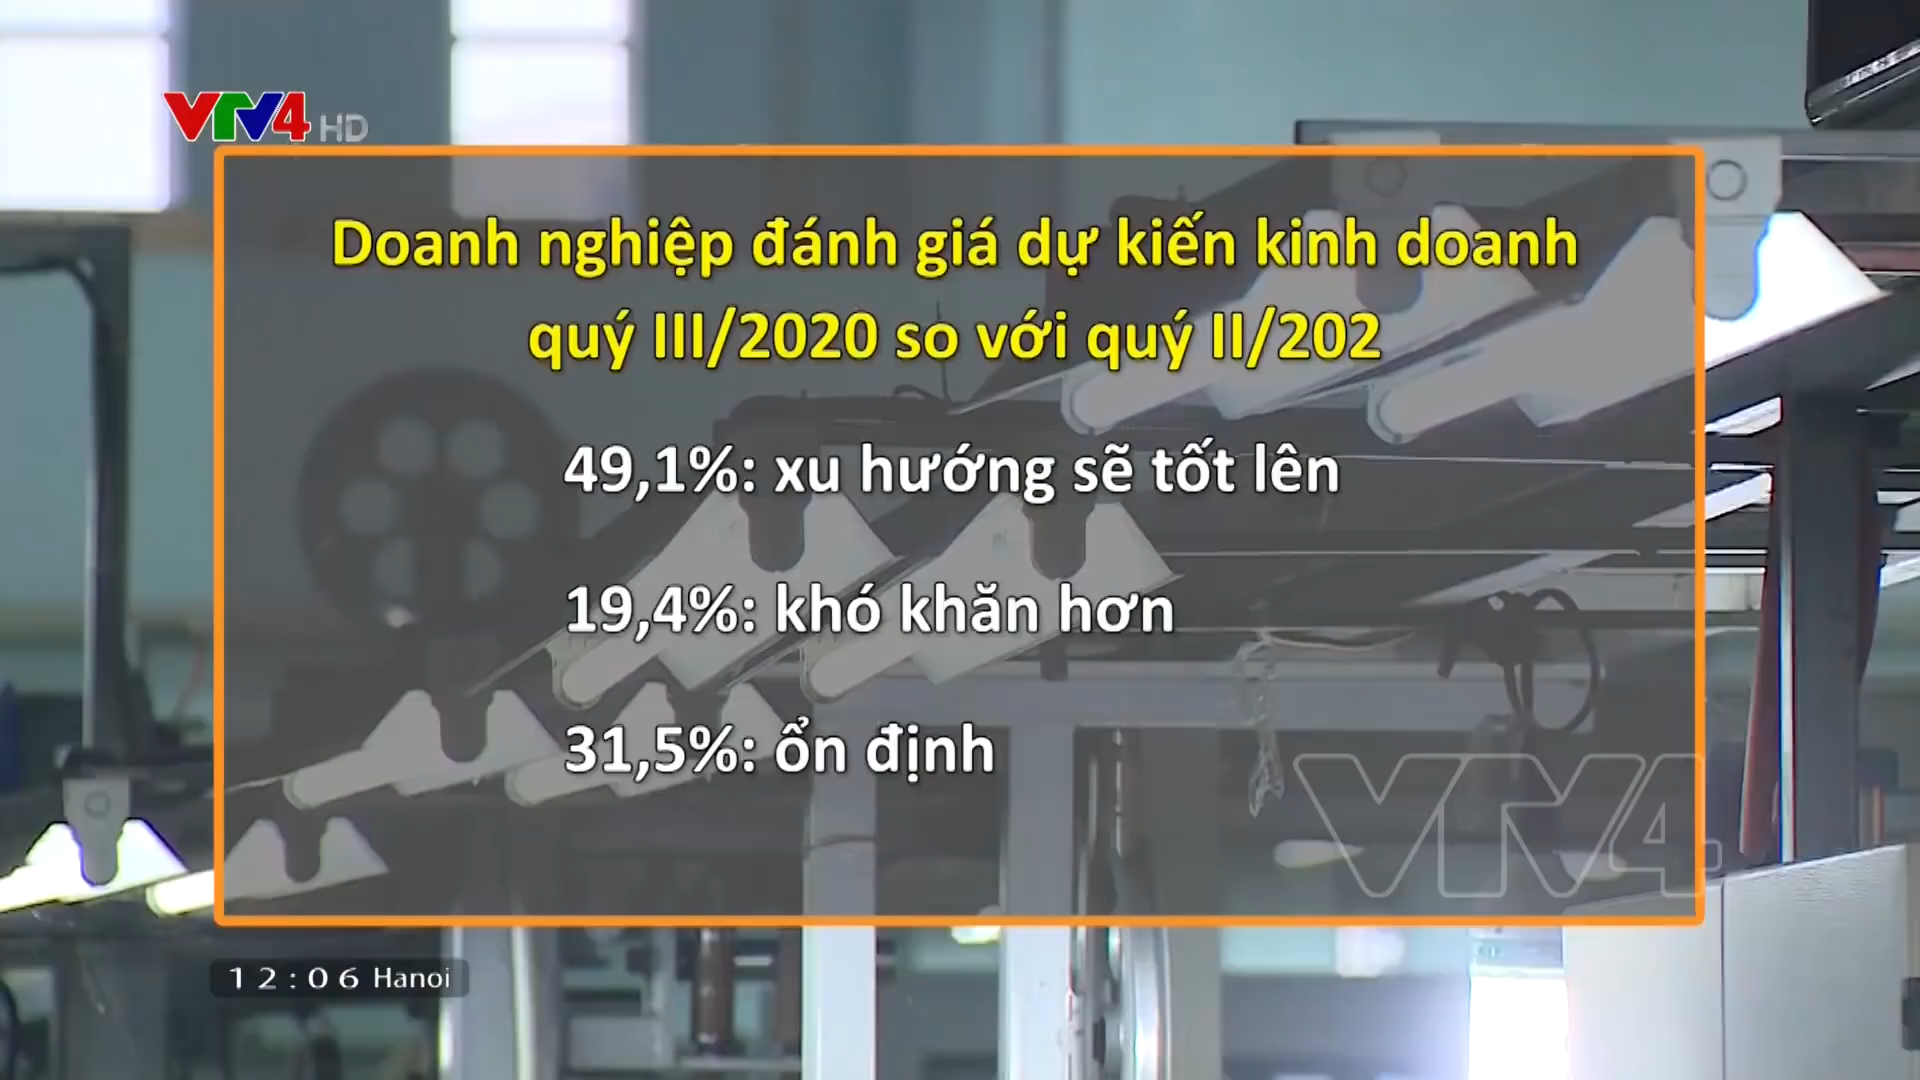 VTV4 HD
Doanh nghiệp đánh giá dự kiến kinh doanh
quý III/2020 so với quý II/202
49,1%: xu hướng sẽ tốt lên
19,4%: khó khăn hơn
31,5%: ổn định
VTV4
12:06 Hanoi